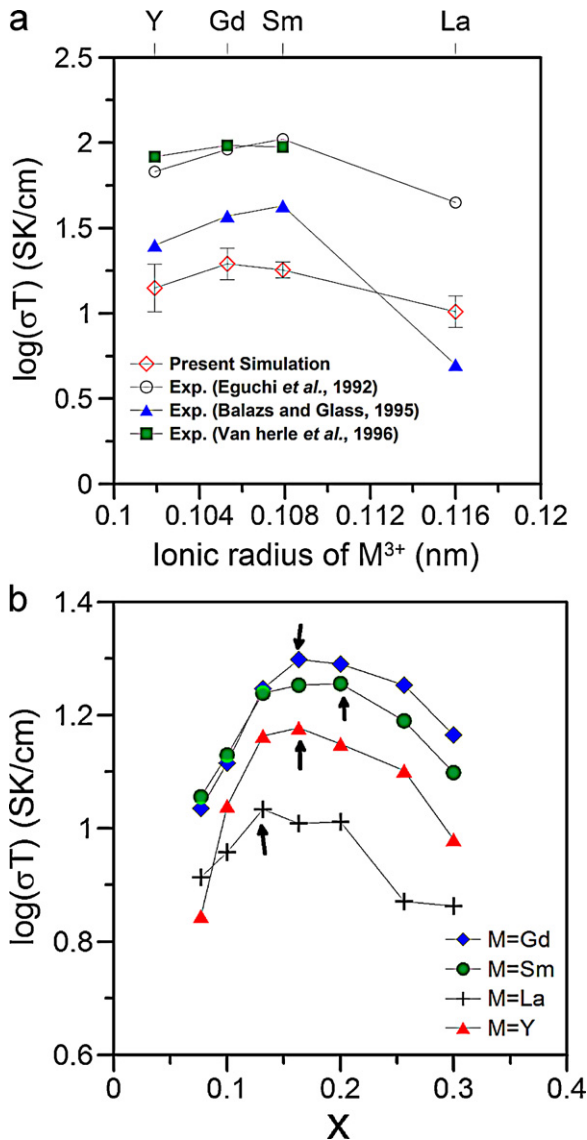 a
Y Gd Sm La
2.5
2
1.5
1
0.5
0
log(σT) (SK/cm)
Present Simulation
Exp. (Eguchi et al., 1992)
Exp. (Balazs and Glass, 1995)
Exp. (Van herle et al., 1996)
0.1 0.104 0.108 0.112 0.116 0.12
Ionic radius of M³⁺ (nm)
b
1.4
1.2
1
0.8
0.6
log(σT) (SK/cm)
M=Gd
M=Sm
M=La
M=Y
0 0.1 0.2 0.3 0.4
X